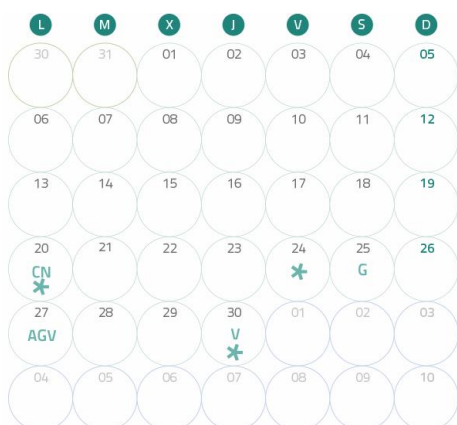 L M X J V S D
30 31 01 02 03 04 05
06 07 08 09 10 11 12
13 14 15 16 17 18 19
20 21 22 23 24 25 26
CN * G
*
27 28 29 30 01 02 03
AGV V
*
04 05 06 07 08 09 10